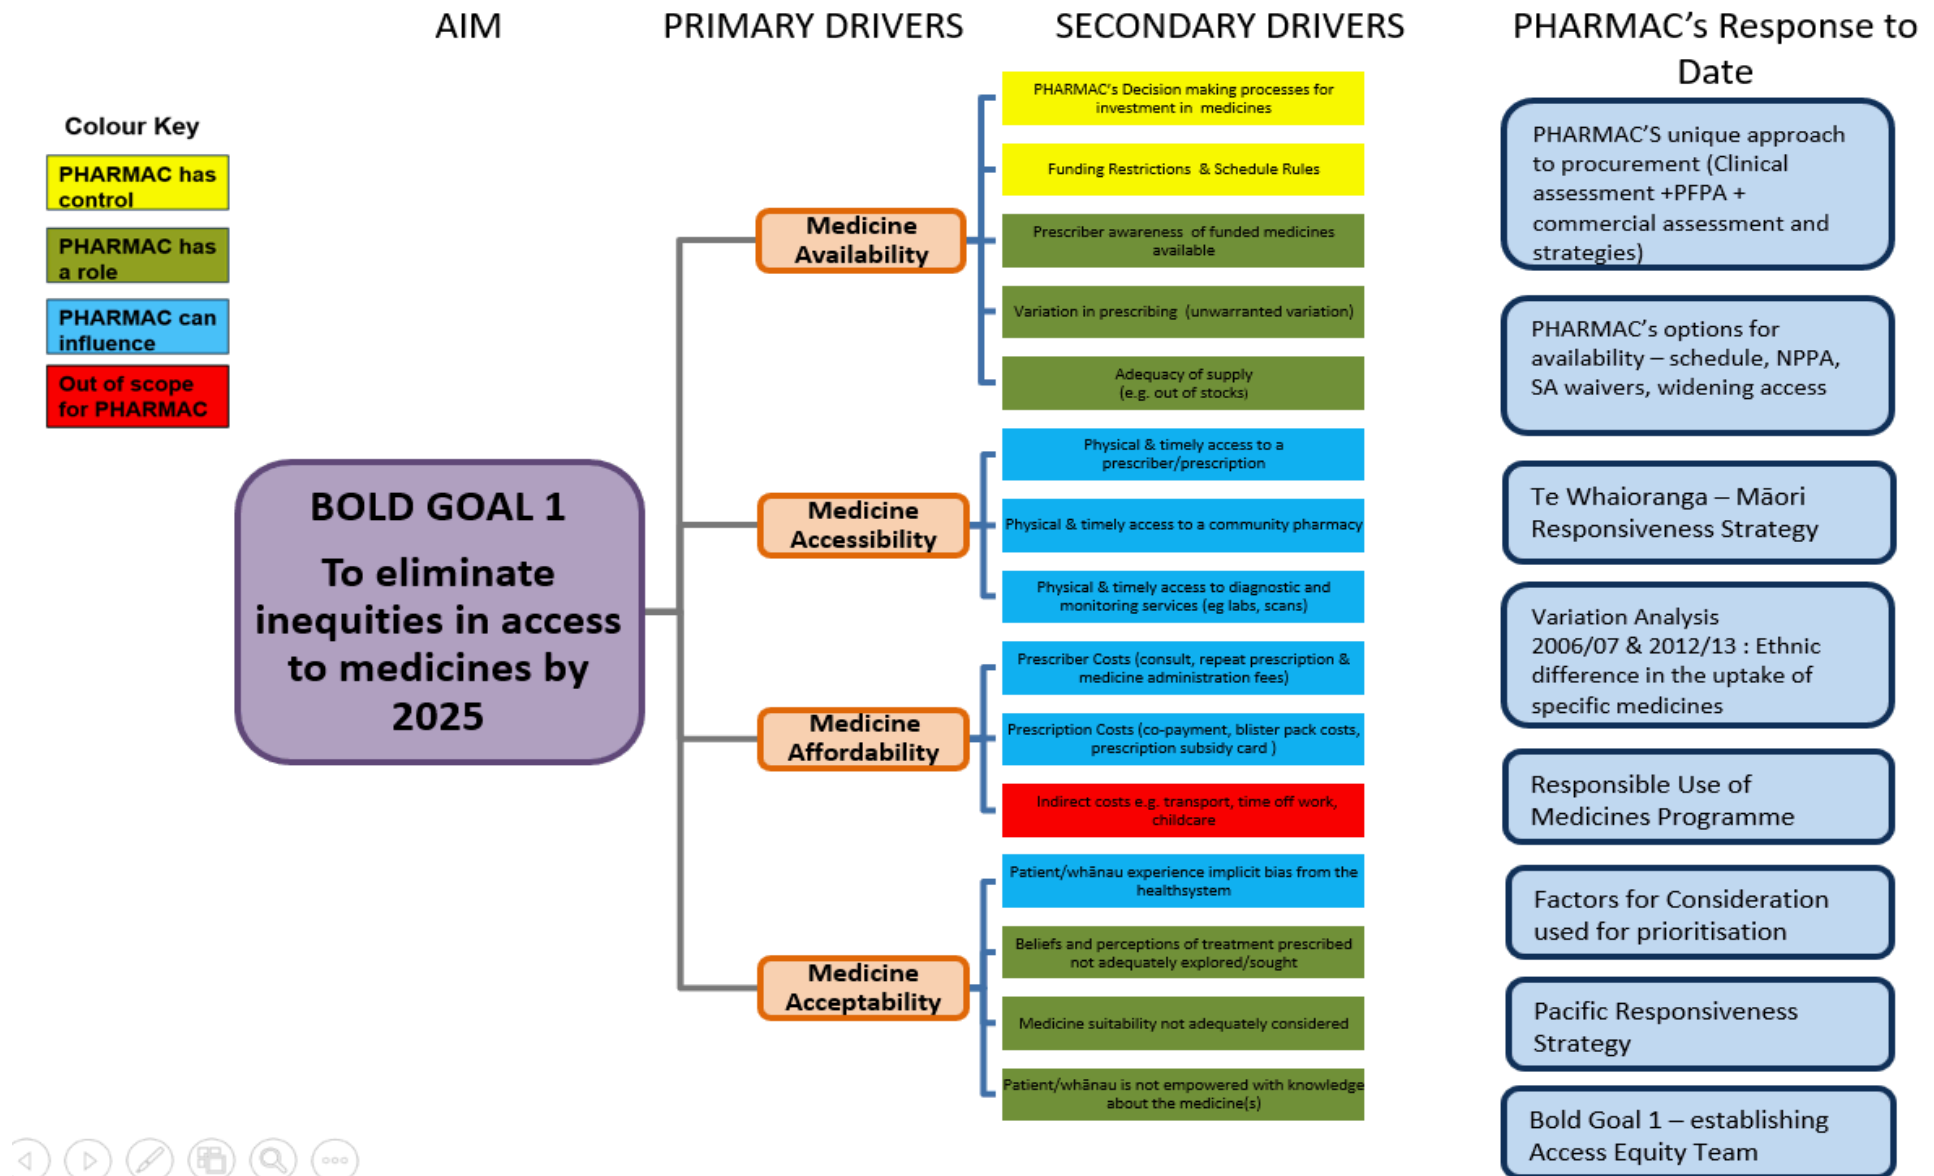 AIM
PRIMARY DRIVERS
SECONDARY DRIVERS
PHARMAC's Response to
Date
Colour Key
PHARMAC has
control
PHARMAC has
a role
PHARMAC can
influence
Out of scope
for PHARMAC
BOLD GOAL 1
To eliminate
inequities in access
to medicines by
2025
Medicine
Availability
Medicine
Accessibility
Medicine
Affordability
Medicine
Acceptability
PHARMAC's Decision making processes for
investment in medicines
Funding Restrictions & Schedule Rules
Prescriber awareness of funded medicines
available
Variation in prescribing (unwarranted variation)
Adequacy of supply
(e.g. out of stocks)
Physical & timely access to a
prescriber/prescription
Physical & timely access to a community pharmacy
Physical & timely access to diagnostic and
monitoring services (eg labs, scans)
Prescriber Costs (consult, repeat prescription &
medicine administration fees)
Prescription Costs (co-payment, blister pack costs,
prescription subsidy card )
Indirect costs e.g. transport, time off work,
childcare
Patient/whānau experience implicit bias from the
healthsystem
Beliefs and perceptions of treatment prescribed
not adequately explored/sought
Medicine suitability not adequately considered
Patient/whānau is not empowered with knowledge
about the medicine(s)
PHARMAC'S unique approach
to procurement (Clinical
assessment +PFPA +
commercial assessment and
strategies)
PHARMAC's options for
availability – schedule, NPPA,
SA waivers, widening access
Te Whaioranga – Māori
Responsiveness Strategy
Variation Analysis
2006/07 & 2012/13 : Ethnic
difference in the uptake of
specific medicines
Responsible Use of
Medicines Programme
Factors for Consideration
used for prioritisation
Pacific Responsiveness
Strategy
Bold Goal 1 – establishing
Access Equity Team